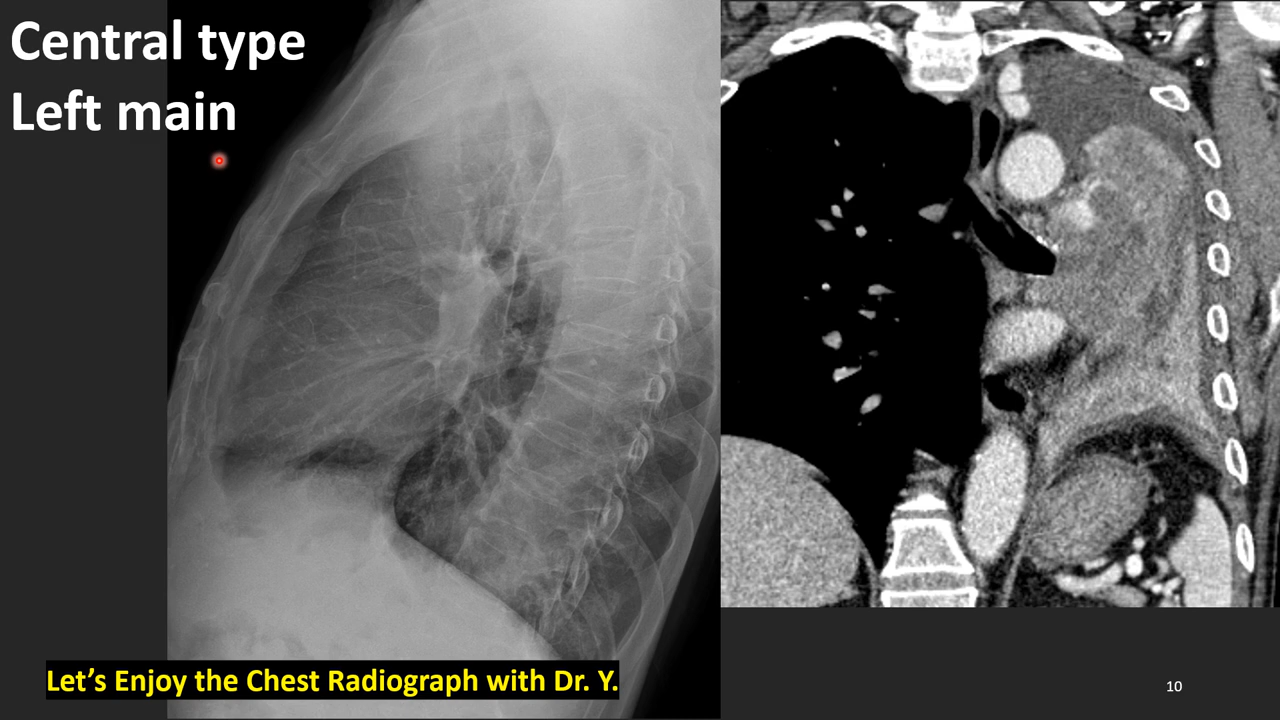 Central type
Left main
Let's Enjoy the Chest Radiograph with Dr. Y.
10